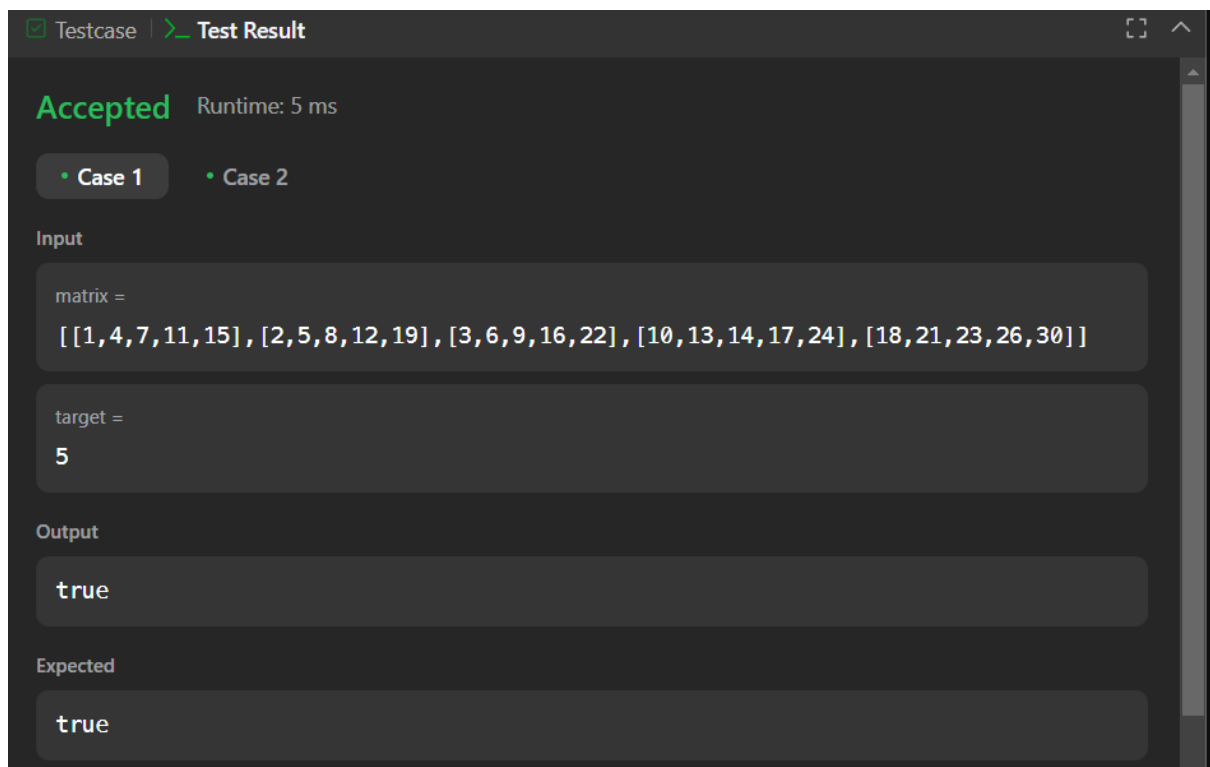 Testcase | >_ Test Result
Accepted Runtime: 5 ms
• Case 1 • Case 2
Input
matrix =
[[1,4,7,11,15],[2,5,8,12,19],[3,6,9,16,22],[10,13,14,17,24],[18,21,23,26,30]]
target =
5
Output
true
Expected
true